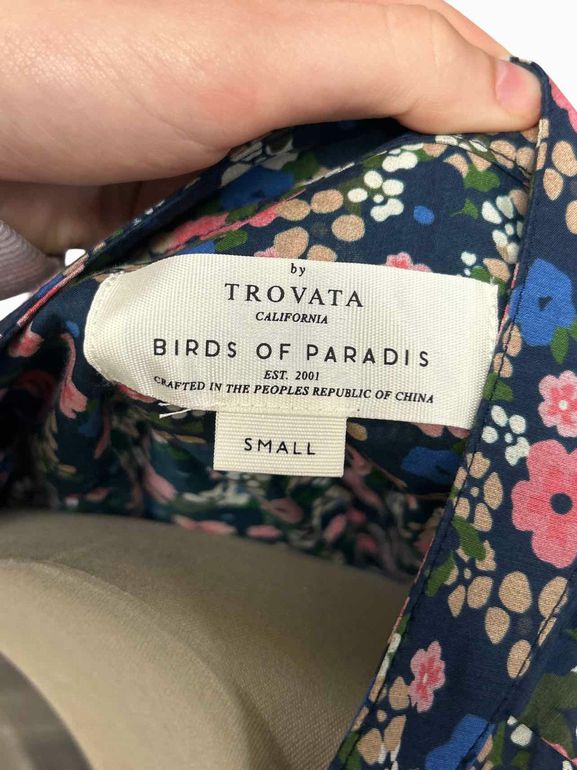 by
TROVATA
CALIFORNIA
BIRDS OF PARADIS
EST. 2001
CRAFTED IN THE PEOPLES REPUBLIC OF CHINA
SMALL